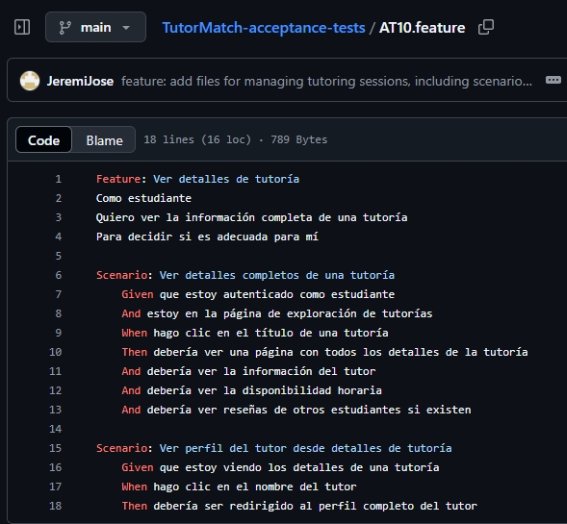 main
TutorMatch-acceptance-tests / AT10.feature
JeremiJose feature: add files for managing tutoring sessions, including scenario...
Code Blame 18 lines (16 loc) · 789 Bytes
1 Feature: Ver detalles de tutoría
2 Como estudiante
3 Quiero ver la información completa de una tutoría
4 Para decidir si es adecuada para mí
5
6 Scenario: Ver detalles completos de una tutoría
7 Given que estoy autenticado como estudiante
8 And estoy en la página de exploración de tutorías
9 When hago clic en el título de una tutoría
10 Then debería ver una página con todos los detalles de la tutoría
11 And debería ver la información del tutor
12 And debería ver la disponibilidad horaria
13 And debería ver reseñas de otros estudiantes si existen
14
15 Scenario: Ver perfil del tutor desde detalles de tutoría
16 Given que estoy viendo los detalles de una tutoría
17 When hago clic en el nombre del tutor
18 Then debería ser redirigido al perfil completo del tutor